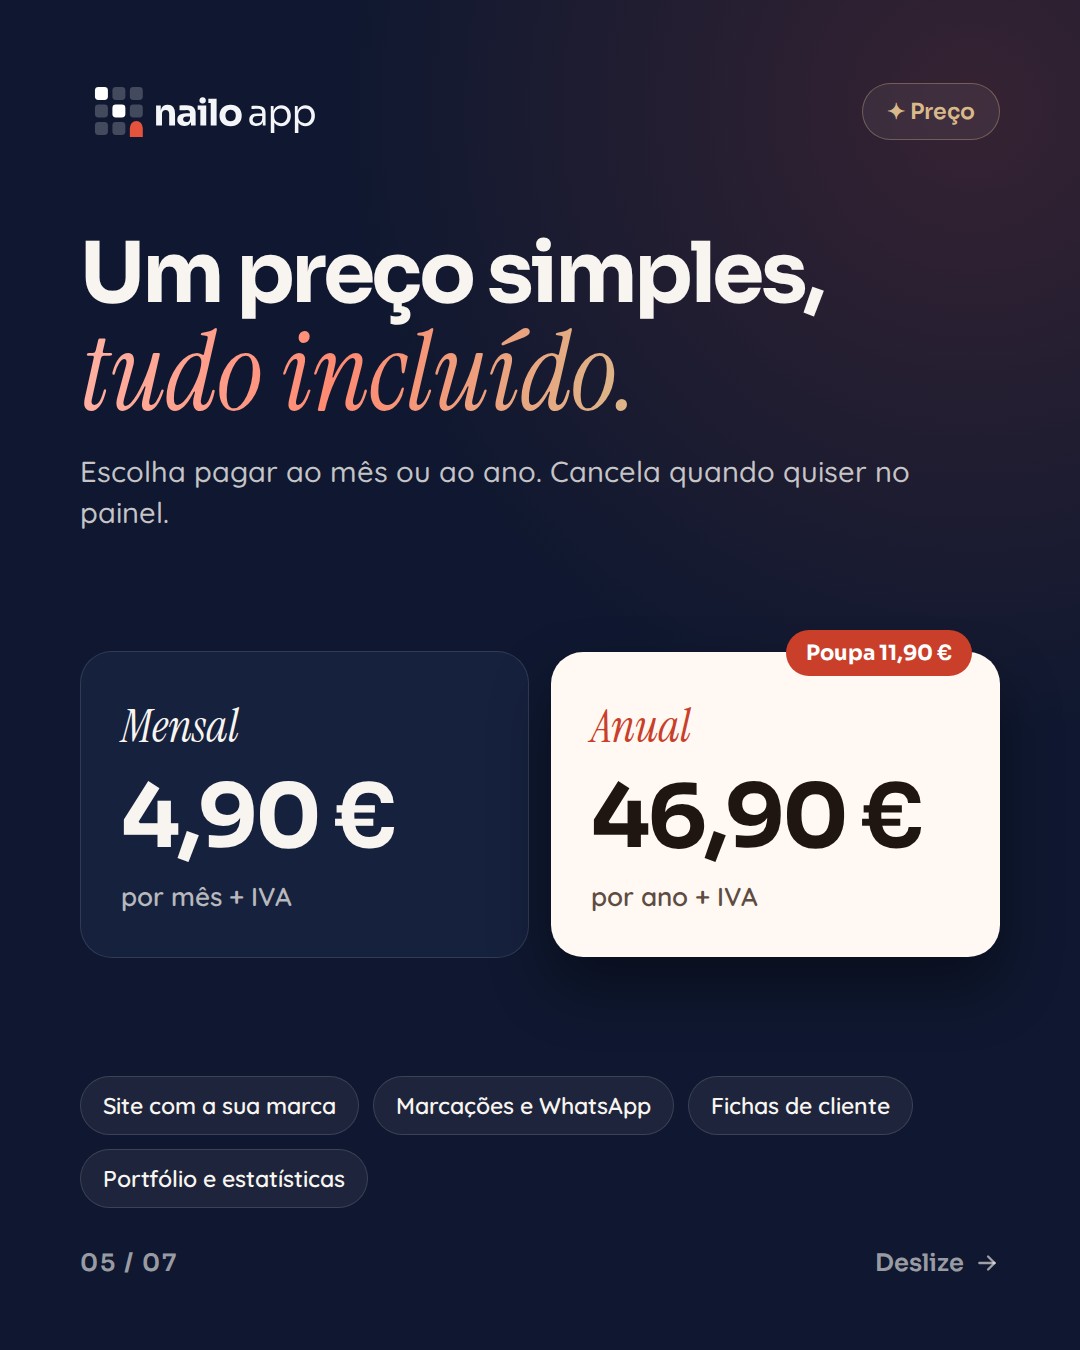 nailo app
✦ Preço
Um preço simples,
tudo incluído.
Escolha pagar ao mês ou ao ano. Cancela quando quiser no
painel.
Poupa 11,90 €
Mensal
4,90 €
por mês + IVA
Anual
46,90 €
por ano + IVA
Site com a sua marca
Marcações e WhatsApp
Fichas de cliente
Portfólio e estatísticas
05 / 07
Deslize →